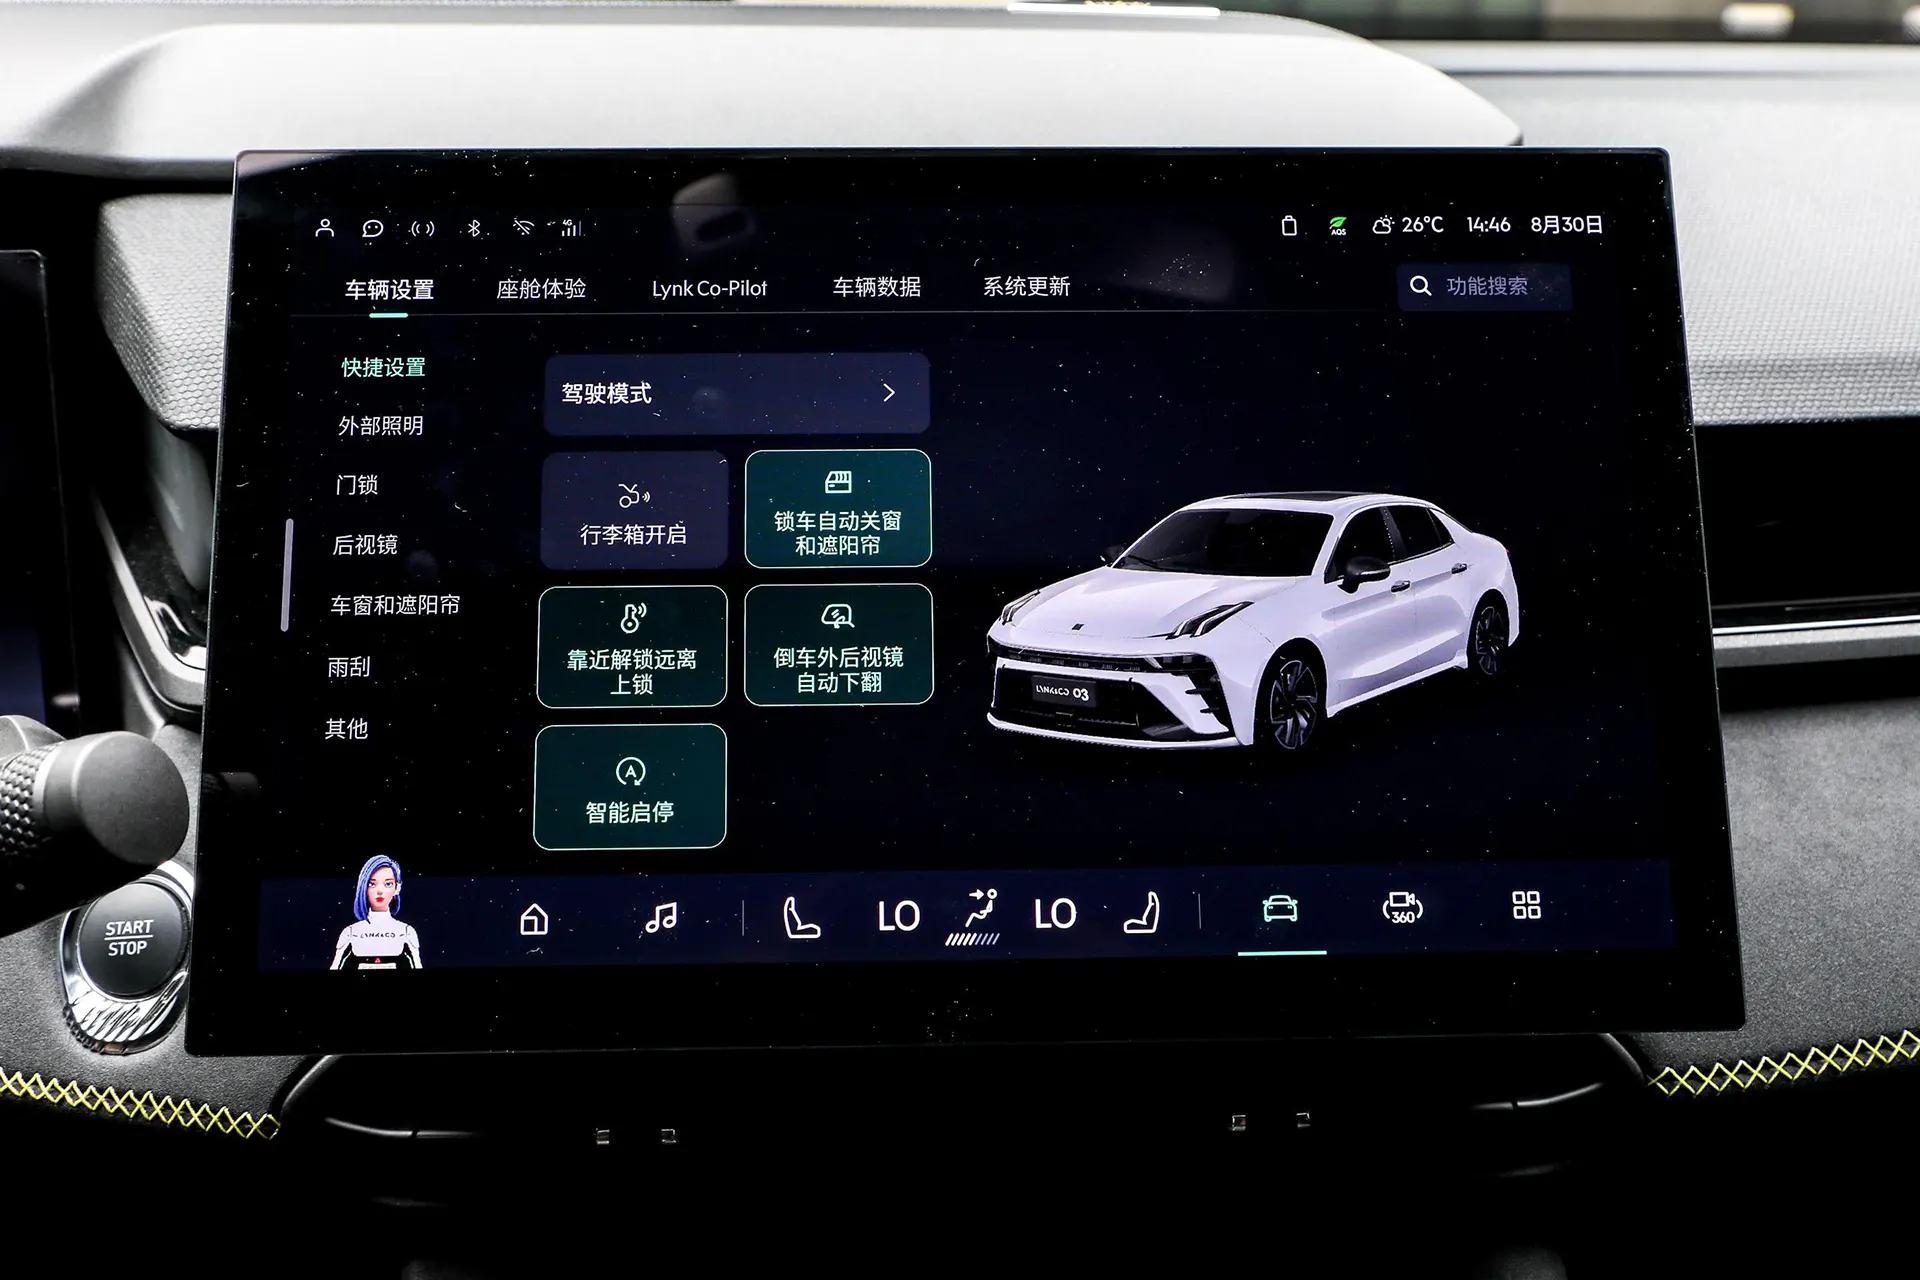 4G
AQS
26℃ 14:46 8月30日
车辆设置 座舱体验 Lynk Co-Pilot 车辆数据 系统更新 功能搜索
快捷设置
外部照明
门锁
后视镜
车窗和遮阳帘
雨刮
其他
驾驶模式
行李箱开启
锁车自动关窗
和遮阳帘
靠近解锁远离
上锁
倒车外后视镜
自动下翻
A
智能启停
LYNK&CO 03
START
STOP
LYNK&CO
LO LO
360